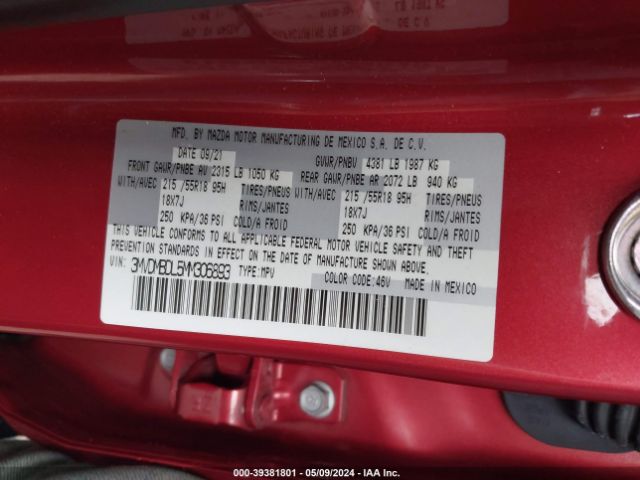 MFD. BY MAZDA MOTOR MANUFACTURING DE MEXICO S.A. DE C.V.
DATE 09/21 GVWR/PNBV 4381 LB 1987 KG
FRONT GAWR/PNBE AV 2315 LB 1050 KG REAR GAWR/PNBE AR 2072 LB 940 KG
WITH/AVEC 215 /55R18 95H TIRES/PNEUS WITH/AVEC 215 /55R18 95H TIRES/PNEUS
18X7J RIMS/JANTES 18X7J RIMS/JANTES
250 KPA/36 PSI COLD/A FROID 250 KPA/36 PSI COLD/A FROID
THIS VEHICLE CONFORMS TO ALL APPLICABLE FEDERAL MOTOR VEHICLE SAFETY AND THEFT
PREVENTION STANDARDS IN EFFECT ON THE DATE OF MANUFACTURE SHOWN ABOVE.
3MVDMBDL5MM306893 TYPE:MPV COLOR CODE:46V MADE IN MEXICO
000-39381801 - 05/09/2024 - IAA Inc.